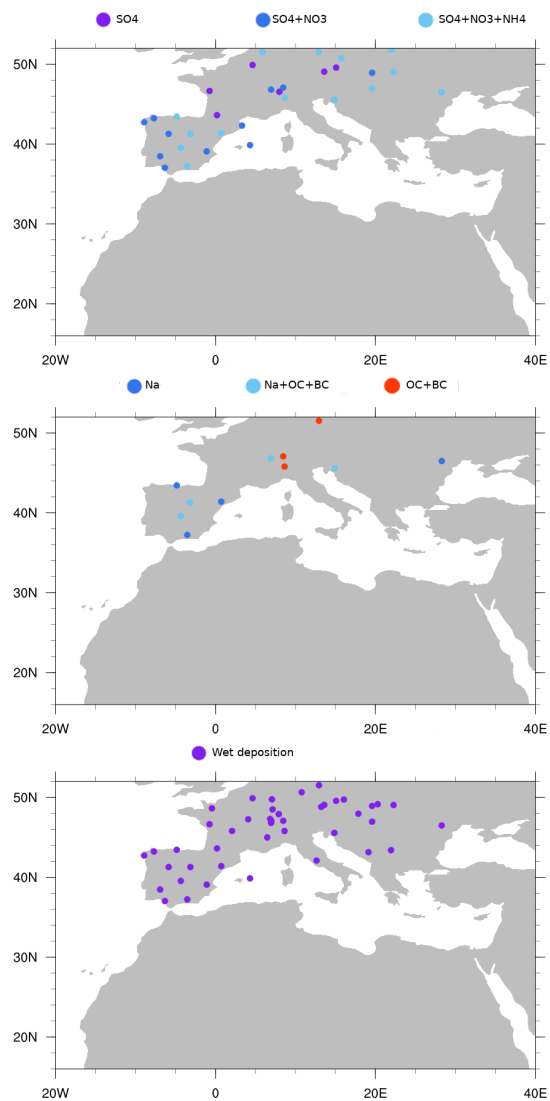 SO4 SO4+NO3 SO4+NO3+NH4
50N
40N
30N
20N
20W 0 20E 40E
Na Na+OC+BC OC+BC
50N
40N
30N
20N
20W 0 20E 40E
Wet deposition
50N
40N
30N
20N
20W 0 20E 40E